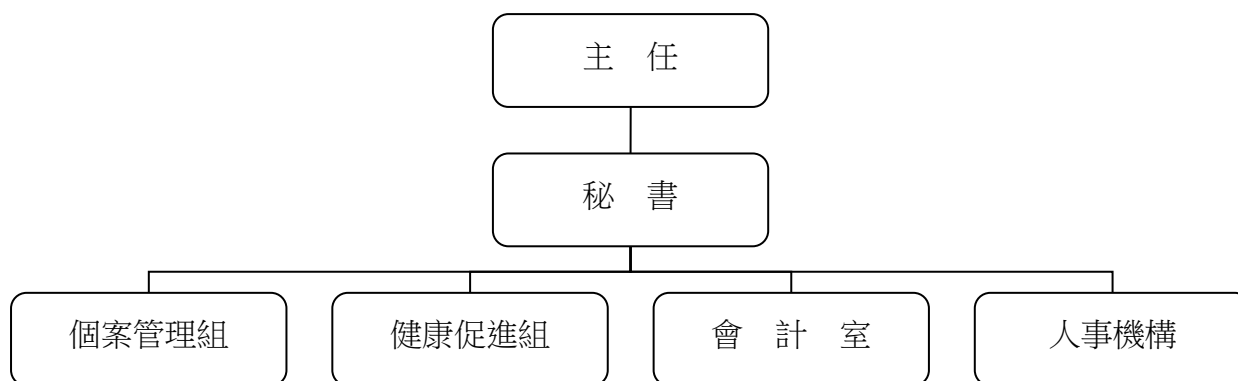 主　任
秘　書
個案管理組
健康促進組
會　計　室
人事機構